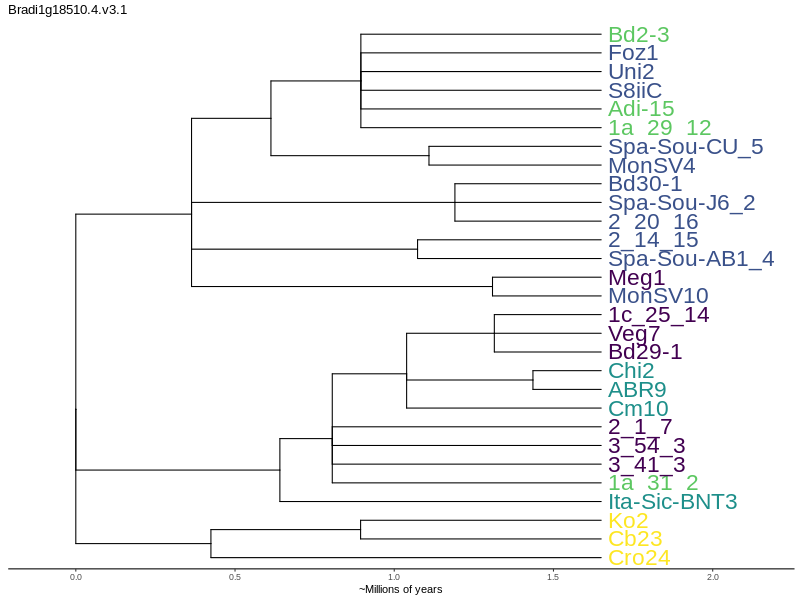 Bradi1g18510.4.v3.1
Bd2-3
Foz1
Uni2
S8iiC
Adi-15
1a_29_12
Spa-Sou-CU_5
MonSV4
Bd30-1
Spa-Sou-J6_2
2_20_16
2_14_15
Spa-Sou-AB1_4
Meg1
MonSV10
1c_25_14
Veg7
Bd29-1
Chi2
ABR9
Cm10
2_1_7
3_54_3
3_41_3
1a_31_2
Ita-Sic-BNT3
Ko2
Cb23
Cro24
0.0 0.5 1.0 1.5 2.0
~Millions of years